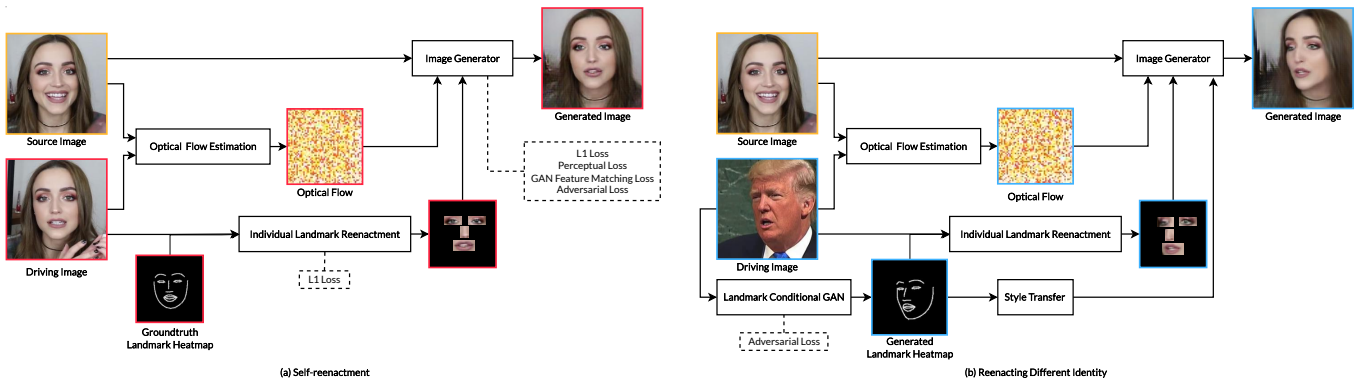 Image Generator
Source Image
Generated Image
Optical Flow Estimation
Optical Flow
L1 Loss
Perceptual Loss
GAN Feature Matching Loss
Adversarial Loss
Driving Image
Individual Landmark Reenactment
L1 Loss
Groundtruth
Landmark Heatmap
(a) Self-reenactment
Image Generator
Source Image
Generated Image
Optical Flow Estimation
Optical Flow
Driving Image
Individual Landmark Reenactment
Landmark Conditional GAN
Style Transfer
Adversarial Loss
Generated
Landmark Heatmap
(b) Reenacting Different Identity